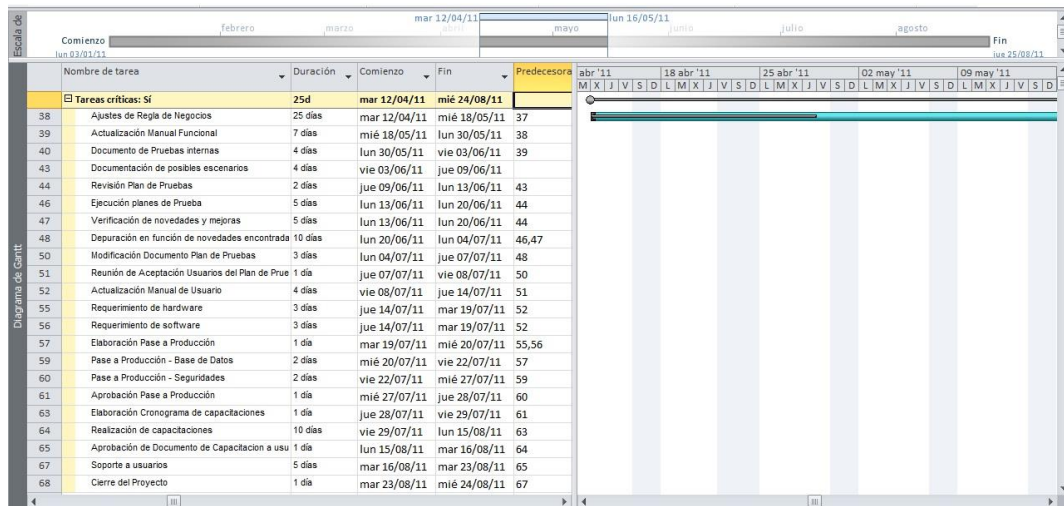 Escala de
mar 12/04/11 lun 16/05/11
febrero marzo abril mayo junio julio agosto
Comienzo Fin
lun 03/01/11 jue 25/08/11
Diagrama de Gantt
Nombre de tarea Duración Comienzo Fin Predecesora
abr '11 18 abr '11 25 abr '11 02 may '11 09 may '11
M X J V S D L M X J V S D L M X J V S D L M X J V S D L M X J V S D
Tareas críticas: Sí 25d mar 12/04/11 mié 24/08/11
38 Ajustes de Regla de Negocios 25 días mar 12/04/11 mié 18/05/11 37
39 Actualización Manual Funcional 7 días mié 18/05/11 lun 30/05/11 38
40 Documento de Pruebas internas 4 días lun 30/05/11 vie 03/06/11 39
43 Documentación de posibles escenarios 4 días vie 03/06/11 jue 09/06/11
44 Revisión Plan de Pruebas 2 días jue 09/06/11 lun 13/06/11 43
46 Ejecución planes de Prueba 5 días lun 13/06/11 lun 20/06/11 44
47 Verificación de novedades y mejoras 5 días lun 13/06/11 lun 20/06/11 44
48 Depuración en función de novedades encontrada 10 días lun 20/06/11 lun 04/07/11 46,47
50 Modificación Documento Plan de Pruebas 3 días lun 04/07/11 jue 07/07/11 48
51 Reunión de Aceptación Usuarios del Plan de Prue 1 día jue 07/07/11 vie 08/07/11 50
52 Actualización Manual de Usuario 4 días vie 08/07/11 jue 14/07/11 51
55 Requerimiento de hardware 3 días jue 14/07/11 mar 19/07/11 52
56 Requerimiento de software 3 días jue 14/07/11 mar 19/07/11 52
57 Elaboración Pase a Producción 1 día mar 19/07/11 mié 20/07/11 55,56
59 Pase a Producción - Base de Datos 2 días mié 20/07/11 vie 22/07/11 57
60 Pase a Producción - Seguridades 2 días vie 22/07/11 mié 27/07/11 59
61 Aprobación Pase a Producción 1 día mié 27/07/11 jue 28/07/11 60
63 Elaboración Cronograma de capacitaciones 1 día jue 28/07/11 vie 29/07/11 61
64 Realización de capacitaciones 10 días vie 29/07/11 lun 15/08/11 63
65 Aprobación de Documento de Capacitacion a usu 1 día lun 15/08/11 mar 16/08/11 64
67 Soporte a usuarios 5 días mar 16/08/11 mar 23/08/11 65
68 Cierre del Proyecto 1 día mar 23/08/11 mié 24/08/11 67